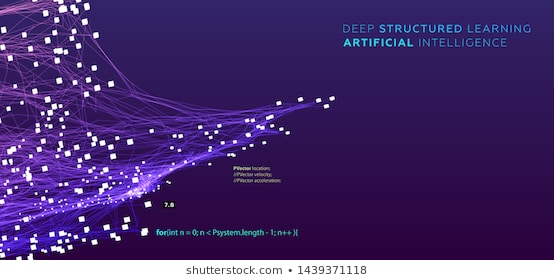 DEEP STRUCTURED LEARNING
ARTIFICIAL INTELLIGENCE
PVector location;
//PVector velocity;
//PVector acceleration;
7.8
for(int n = 0; n < Psystem.length - 1; n++ ){
shutterstock.com · 1439371118